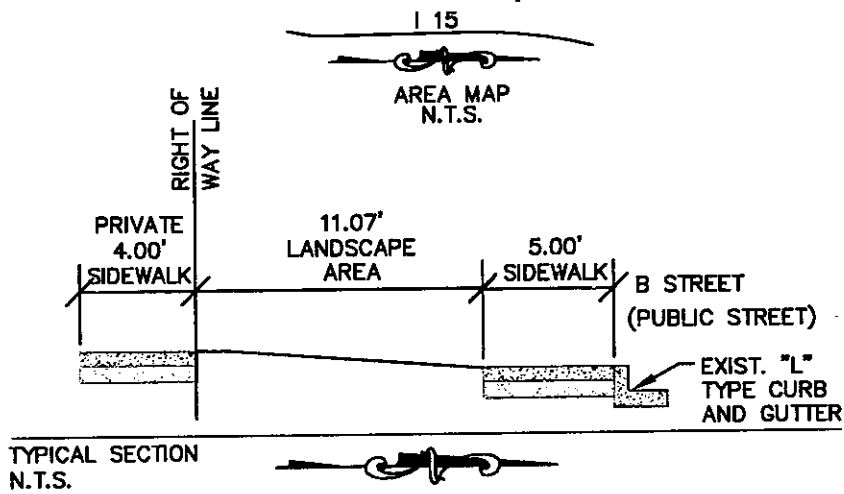 I 15
AREA MAP
N.T.S.
RIGHT OF
WAY LINE
PRIVATE
4.00'
SIDEWALK
11.07'
LANDSCAPE
AREA
5.00'
SIDEWALK
B STREET
(PUBLIC STREET)
EXIST. "L"
TYPE CURB
AND GUTTER
TYPICAL SECTION
N.T.S.